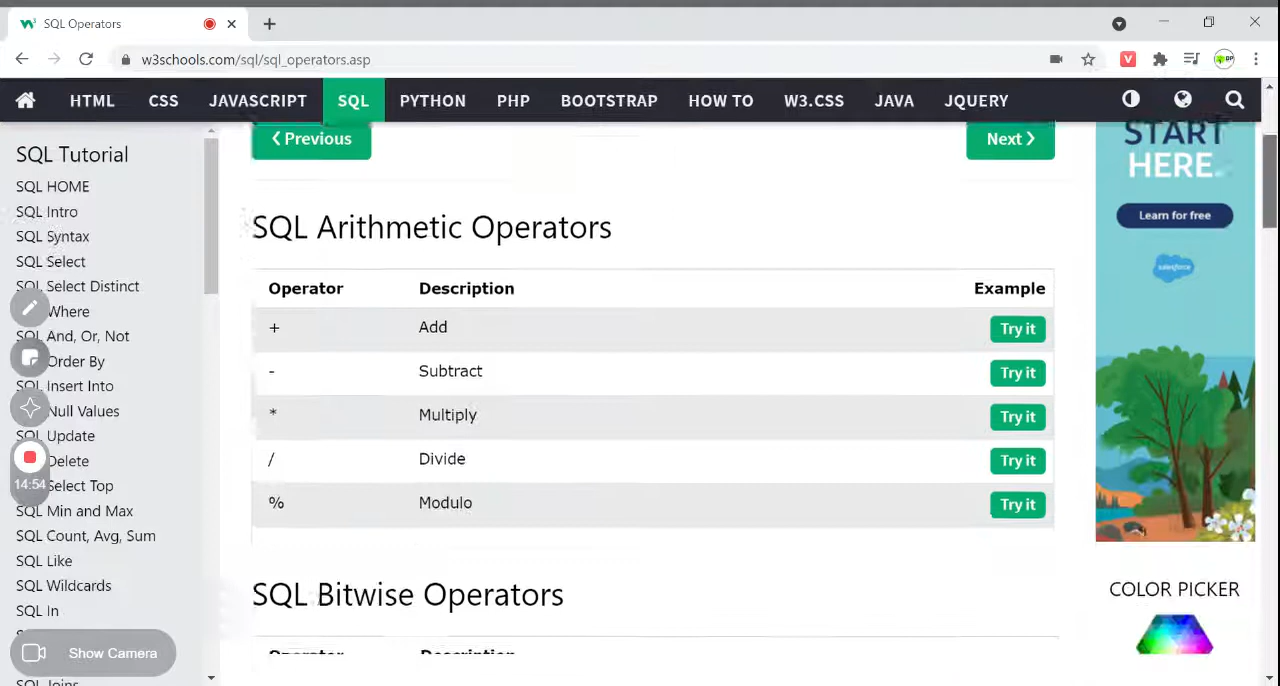 SQL Operators
w3schools.com/sql/sql_operators.asp
HTML CSS JAVASCRIPT SQL PYTHON PHP BOOTSTRAP HOW TO W3.CSS JAVA JQUERY
SQL Tutorial
SQL HOME
SQL Intro
SQL Syntax
SQL Select
SQL Select Distinct
Where
SQL And, Or, Not
Order By
SQL Insert Into
Null Values
SQL Update
Delete
14:54
Select Top
SQL Min and Max
SQL Count, Avg, Sum
SQL Like
SQL Wildcards
SQL In
Show Camera
SQL Joins
❮ Previous
Next ❯
SQL Arithmetic Operators
Operator Description Example
+ Add Try it
- Subtract Try it
* Multiply Try it
/ Divide Try it
% Modulo Try it
SQL Bitwise Operators
Operator Description
START
HERE.
Learn for free
salesforce
COLOR PICKER